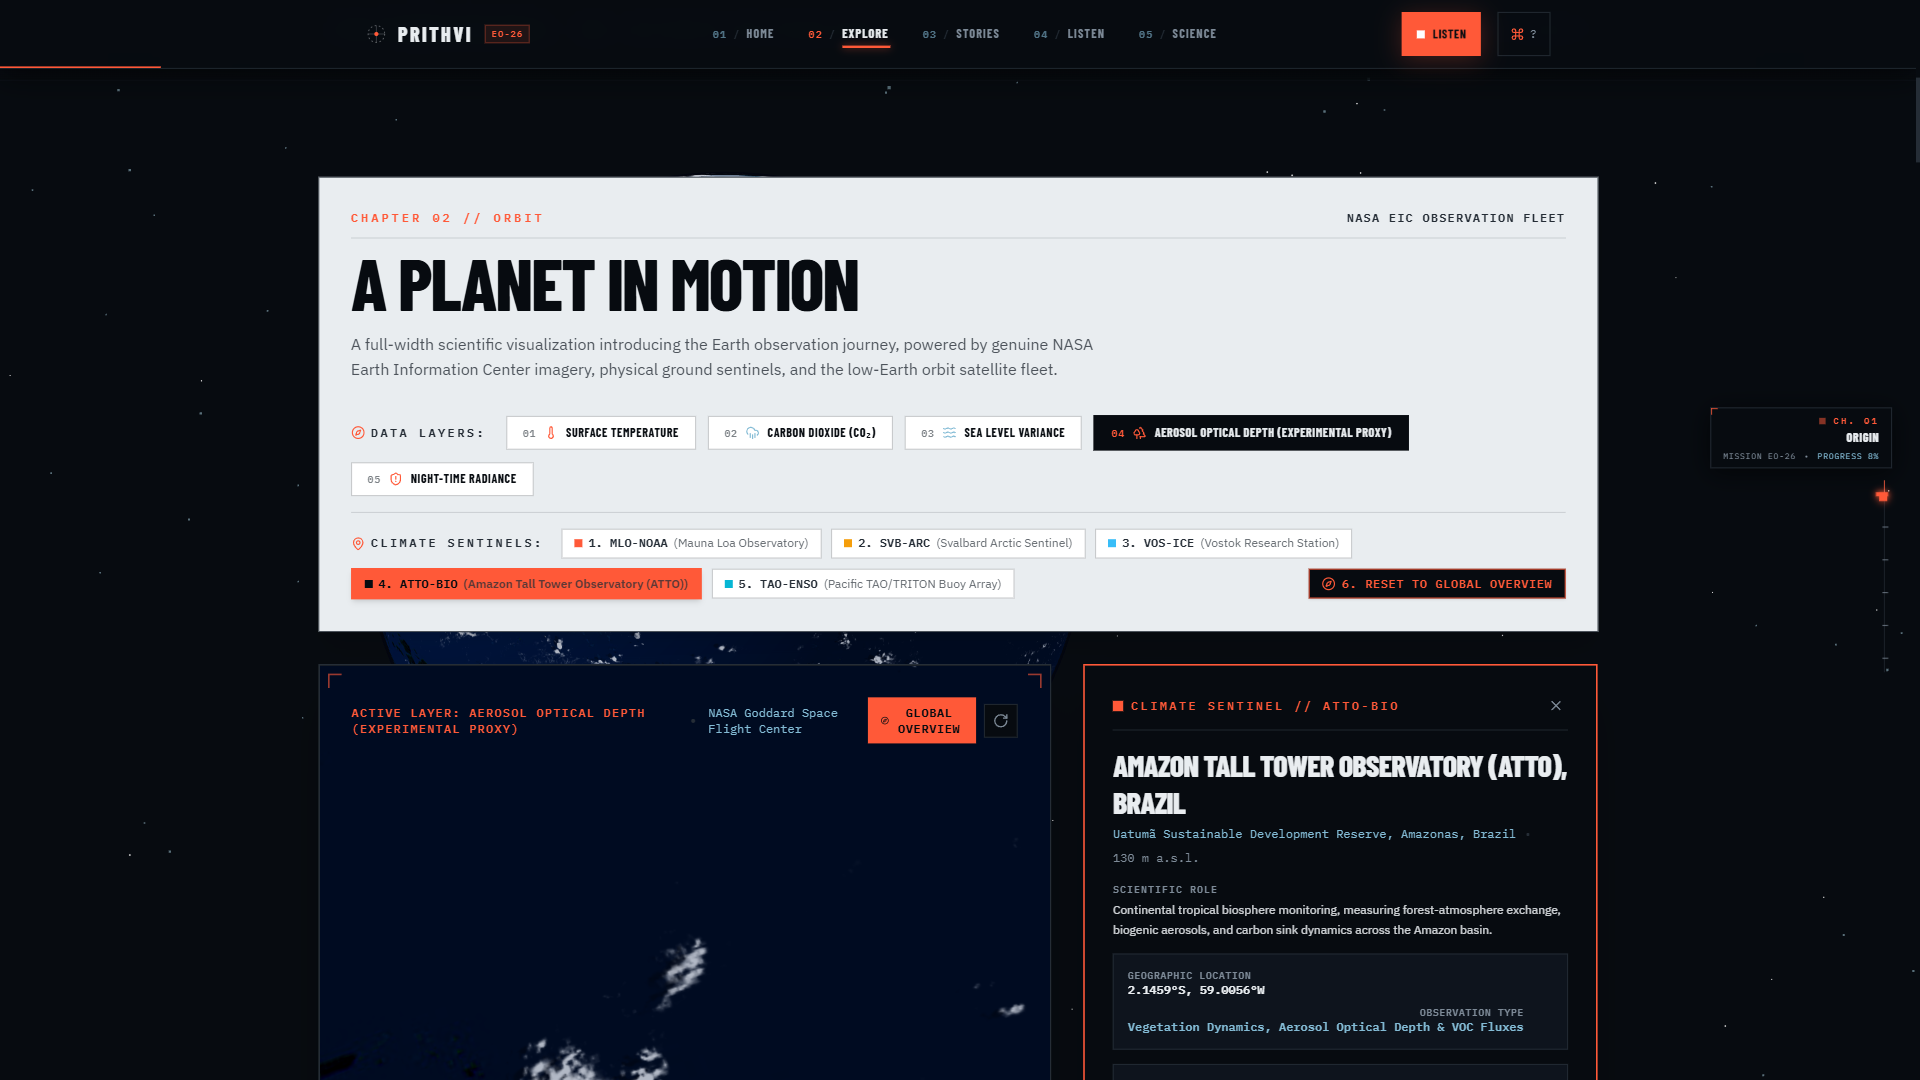 PRITHVI EO-26 01 / HOME 02 / EXPLORE 03 / STORIES 04 / LISTEN 05 / SCIENCE LISTEN ⌘ ?
CHAPTER 02 // ORBIT NASA EIC OBSERVATION FLEET
A PLANET IN MOTION
A full-width scientific visualization introducing the Earth observation journey, powered by genuine NASA
Earth Information Center imagery, physical ground sentinels, and the low-Earth orbit satellite fleet.
DATA LAYERS: 01 SURFACE TEMPERATURE 02 CARBON DIOXIDE (CO₂) 03 SEA LEVEL VARIANCE 04 AEROSOL OPTICAL DEPTH (EXPERIMENTAL PROXY)
05 NIGHT-TIME RADIANCE
CLIMATE SENTINELS: 1. MLO-NOAA (Mauna Loa Observatory) 2. SVB-ARC (Svalbard Arctic Sentinel) 3. VOS-ICE (Vostok Research Station)
4. ATTO-BIO (Amazon Tall Tower Observatory (ATTO)) 5. TAO-ENSO (Pacific TAO/TRITON Buoy Array) 6. RESET TO GLOBAL OVERVIEW
CH. 01
ORIGIN
MISSION EO-26 • PROGRESS 8%
ACTIVE LAYER: AEROSOL OPTICAL DEPTH
(EXPERIMENTAL PROXY)
NASA Goddard Space
Flight Center
GLOBAL
OVERVIEW
CLIMATE SENTINEL // ATTO-BIO
AMAZON TALL TOWER OBSERVATORY (ATTO),
BRAZIL
Uatumã Sustainable Development Reserve, Amazonas, Brazil •
130 m a.s.l.
SCIENTIFIC ROLE
Continental tropical biosphere monitoring, measuring forest-atmosphere exchange,
biogenic aerosols, and carbon sink dynamics across the Amazon basin.
GEOGRAPHIC LOCATION
2.1459°S, 59.0056°W
OBSERVATION TYPE
Vegetation Dynamics, Aerosol Optical Depth & VOC Fluxes